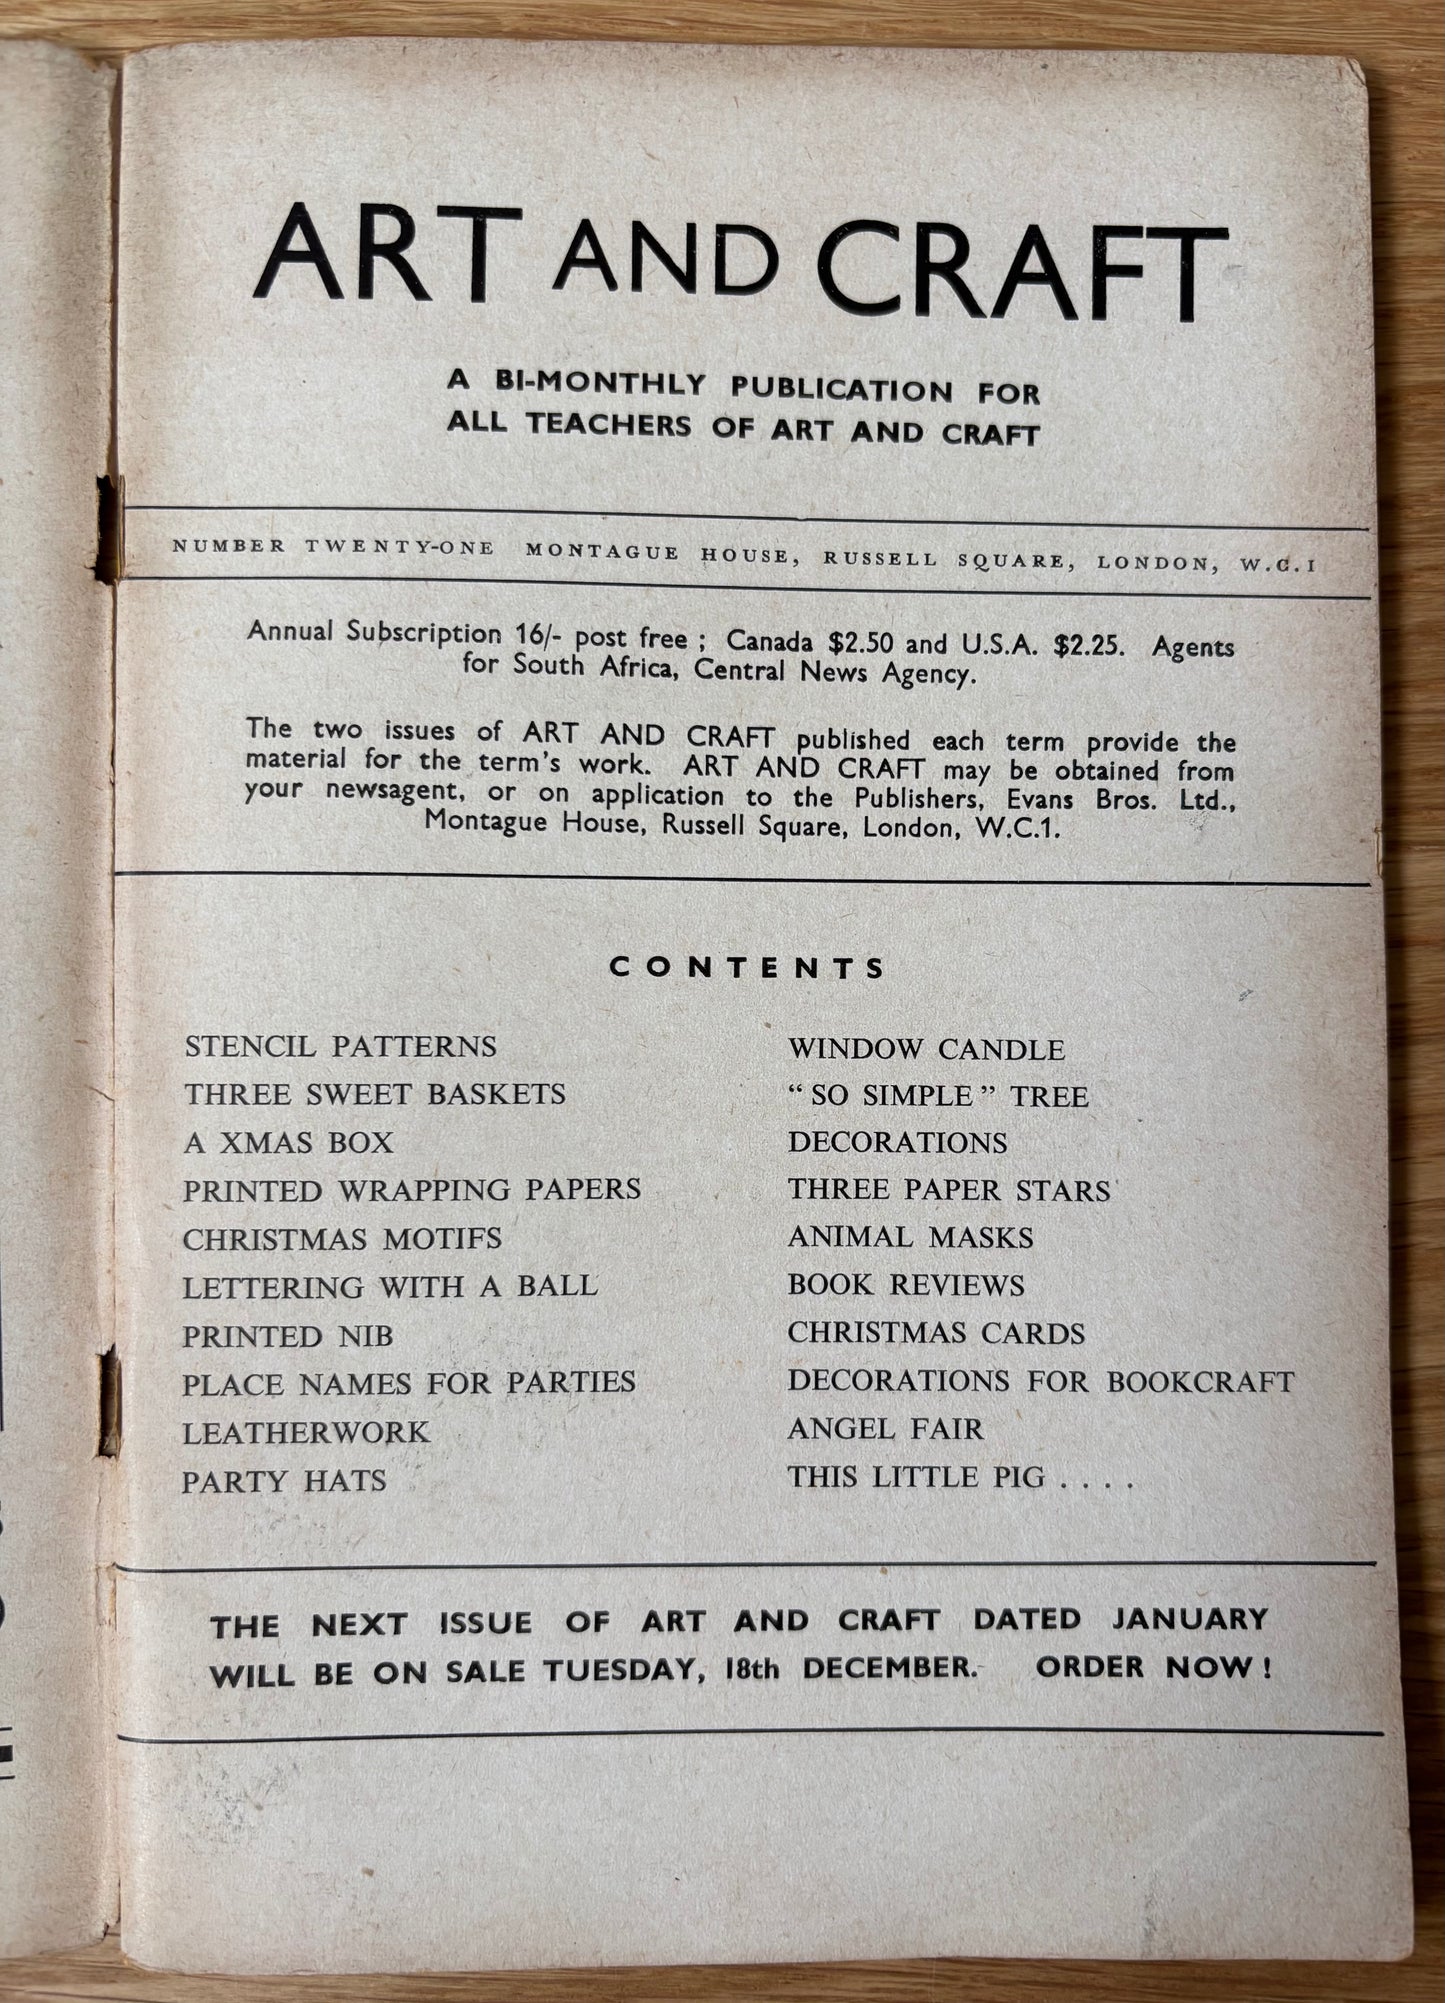 ART AND CRAFT
A BI-MONTHLY PUBLICATION FOR
ALL TEACHERS OF ART AND CRAFT
NUMBER TWENTY-ONE MONTAGUE HOUSE, RUSSELL SQUARE, LONDON, W.C.1
Annual Subscription 16/- post free ; Canada $2.50 and U.S.A. $2.25. Agents
for South Africa, Central News Agency.
The two issues of ART AND CRAFT published each term provide the
material for the term's work. ART AND CRAFT may be obtained from
your newsagent, or on application to the Publishers, Evans Bros. Ltd.,
Montague House, Russell Square, London, W.C.1.
CONTENTS
STENCIL PATTERNS
THREE SWEET BASKETS
A XMAS BOX
PRINTED WRAPPING PAPERS
CHRISTMAS MOTIFS
LETTERING WITH A BALL
PRINTED NIB
PLACE NAMES FOR PARTIES
LEATHERWORK
PARTY HATS
WINDOW CANDLE
“ SO SIMPLE ” TREE
DECORATIONS
THREE PAPER STARS
ANIMAL MASKS
BOOK REVIEWS
CHRISTMAS CARDS
DECORATIONS FOR BOOKCRAFT
ANGEL FAIR
THIS LITTLE PIG . . . .
THE NEXT ISSUE OF ART AND CRAFT DATED JANUARY
WILL BE ON SALE TUESDAY, 18th DECEMBER. ORDER NOW !